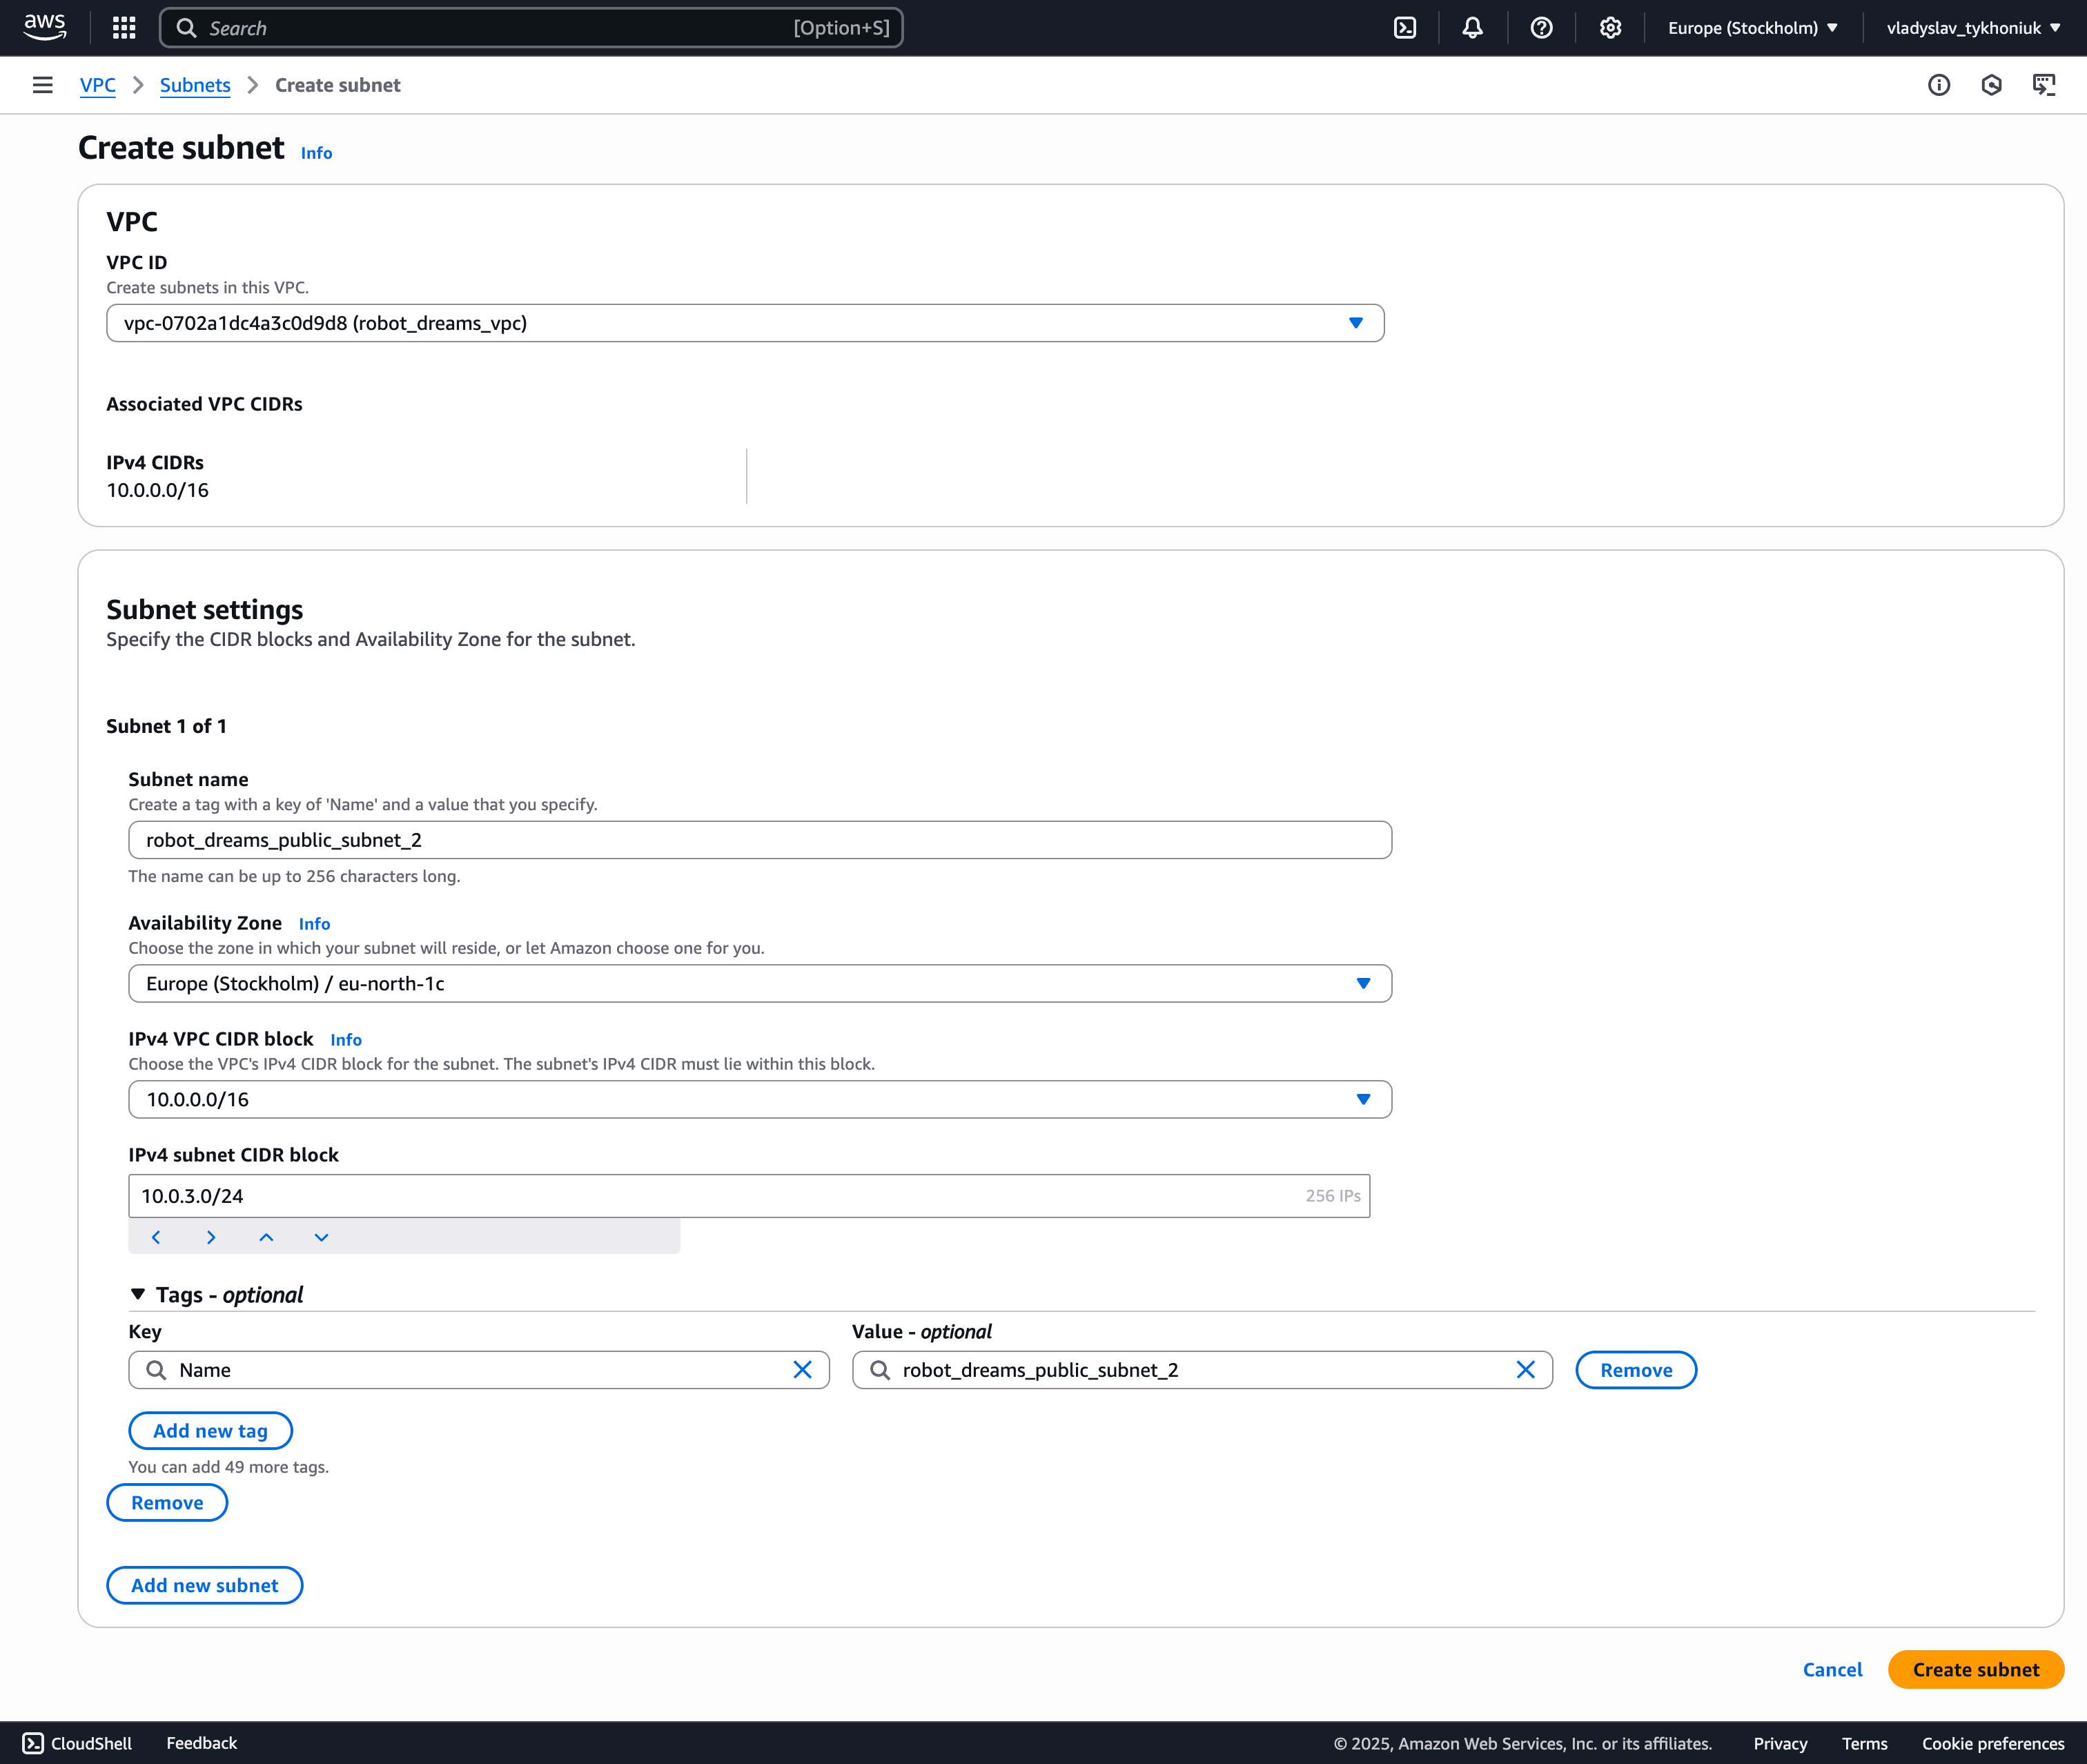 aws
Search [Option+S]
Europe (Stockholm) vladyslav_tykhoniuk
VPC Subnets Create subnet
Create subnet Info
VPC
VPC ID
Create subnets in this VPC.
vpc-0702a1dc4a3c0d9d8 (robot_dreams_vpc)
Associated VPC CIDRs
IPv4 CIDRs
10.0.0.0/16
Subnet settings
Specify the CIDR blocks and Availability Zone for the subnet.
Subnet 1 of 1
Subnet name
Create a tag with a key of 'Name' and a value that you specify.
robot_dreams_public_subnet_2
The name can be up to 256 characters long.
Availability Zone Info
Choose the zone in which your subnet will reside, or let Amazon choose one for you.
Europe (Stockholm) / eu-north-1c
IPv4 VPC CIDR block Info
Choose the VPC's IPv4 CIDR block for the subnet. The subnet's IPv4 CIDR must lie within this block.
10.0.0.0/16
IPv4 subnet CIDR block
10.0.3.0/24 256 IPs
Tags - optional
Key Value - optional
Name robot_dreams_public_subnet_2 Remove
Add new tag
You can add 49 more tags.
Remove
Add new subnet
Cancel Create subnet
CloudShell Feedback © 2025, Amazon Web Services, Inc. or its affiliates. Privacy Terms Cookie preferences